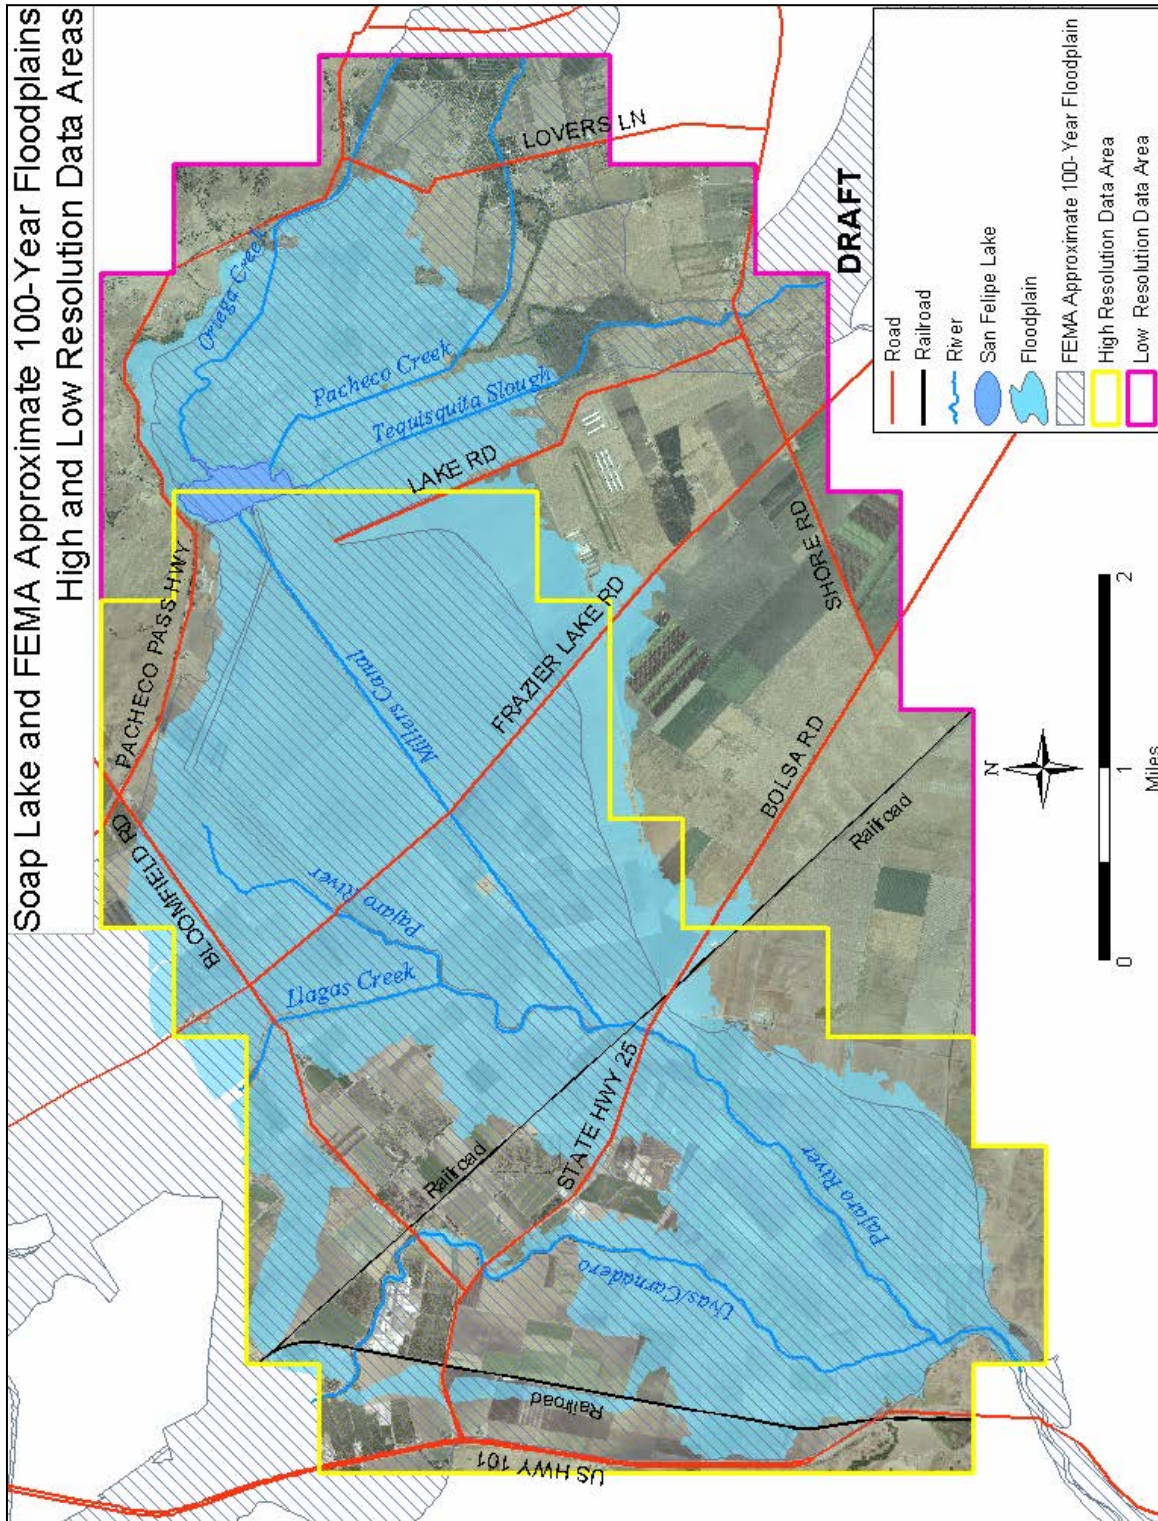 Soap Lake and FEMA Approximate 100-Year Floodplains
High and Low Resolution Data Areas
PACHECO PASS HWY
BLOOMFIELD RD
Ortega Creek
Pacheco Creek
Tequisquita Slough
LOVERS LN
LAKE RD
Millers Canal
FRAZIER LAKE RD
Pajaro River
Llagas Creek
SHORE RD
BOLSA RD
Railroad
STATE HWY 25
Railroad
Pajaro River
Uvas/Carnadero
Railroad
US HWY 101
DRAFT
Road
Railroad
River
San Felipe Lake
Floodplain
FEMA Approximate 100-Year Floodplain
High Resolution Data Area
Low Resolution Data Area
N
0 1 2
Miles